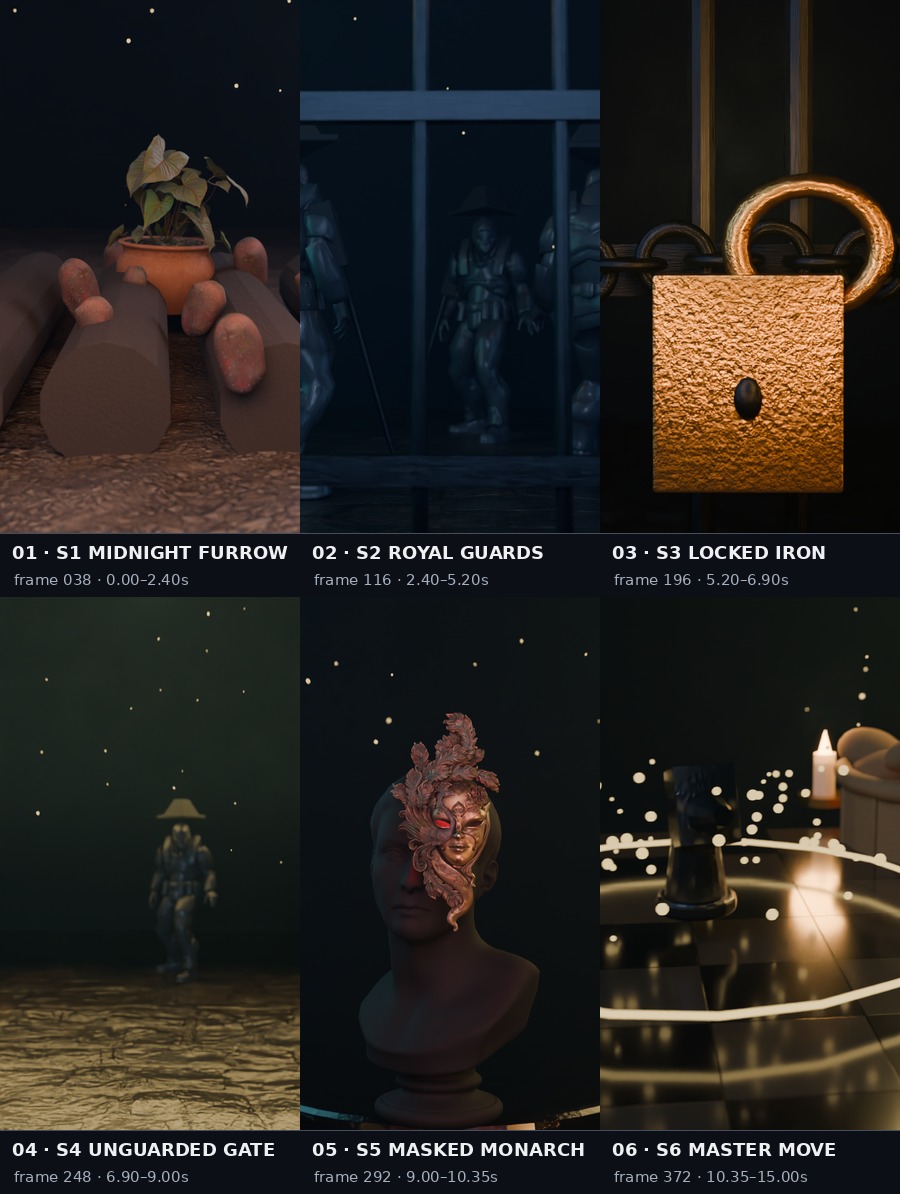 01 · S1 MIDNIGHT FURROW
frame 038 · 0.00–2.40s
02 · S2 ROYAL GUARDS
frame 116 · 2.40–5.20s
03 · S3 LOCKED IRON
frame 196 · 5.20–6.90s
04 · S4 UNGUARDED GATE
frame 248 · 6.90–9.00s
05 · S5 MASKED MONARCH
frame 292 · 9.00–10.35s
06 · S6 MASTER MOVE
frame 372 · 10.35–15.00s